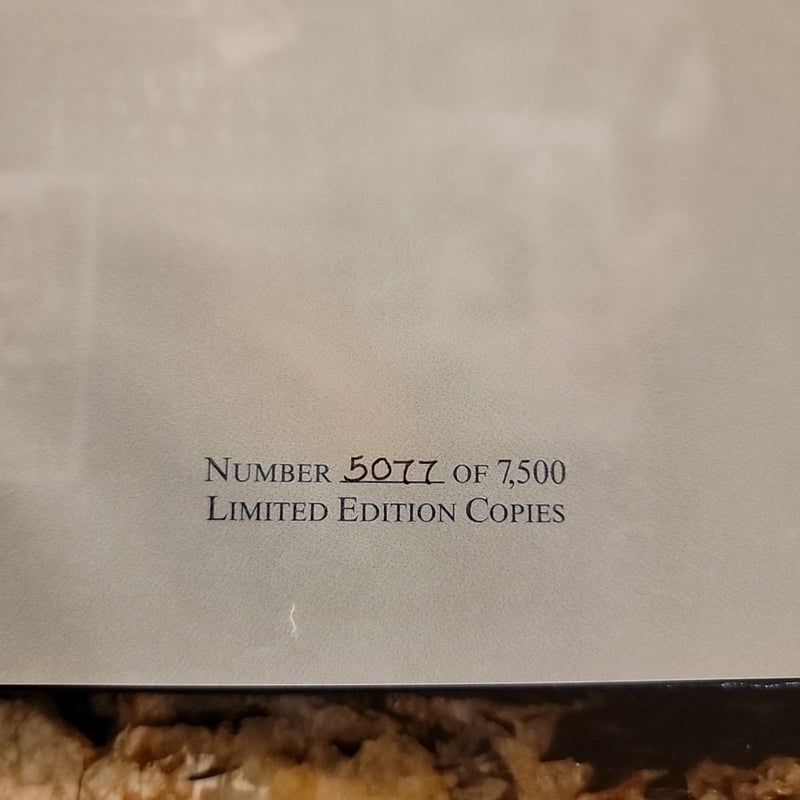 Number 5077 of 7,500
Limited Edition Copies